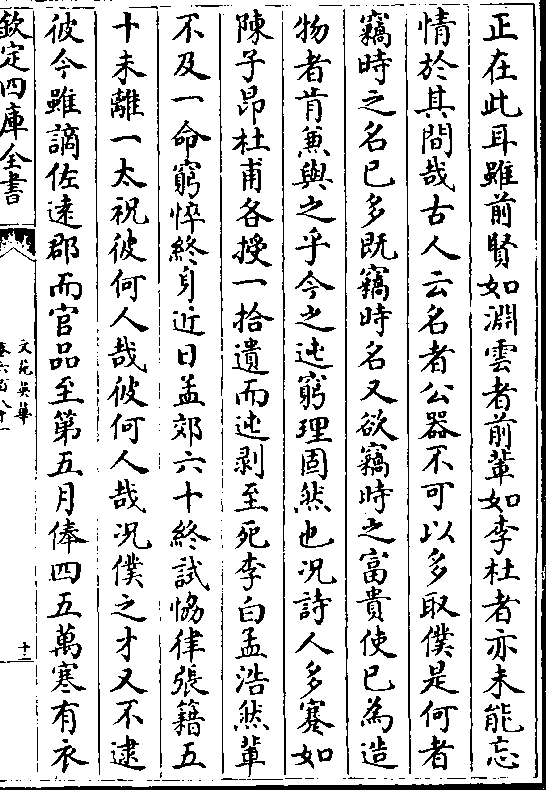 正在此耳雖前賢如淵雲者前輩如李杜者亦未能忘
情於其間哉古人云名者公器不可以多取僕是何者
竊時之名已多既竊時名又欲竊時之富貴使已為造
物者肯兼與之乎今之迍窮理固然也況詩人多蹇如
陳子昂杜甫各授一拾遺而迍剥至死李白孟浩然輩
不及一命窮悴終身近日孟郊六十終試恊律張籍五
十未離一太祝彼何人哉彼何人哉况僕之才又不逮
彼今雖謫佐逺郡而官品至第五月俸四五萬寒有衣
欽定四庫全書
文苑英華
卷六百八十一
十二